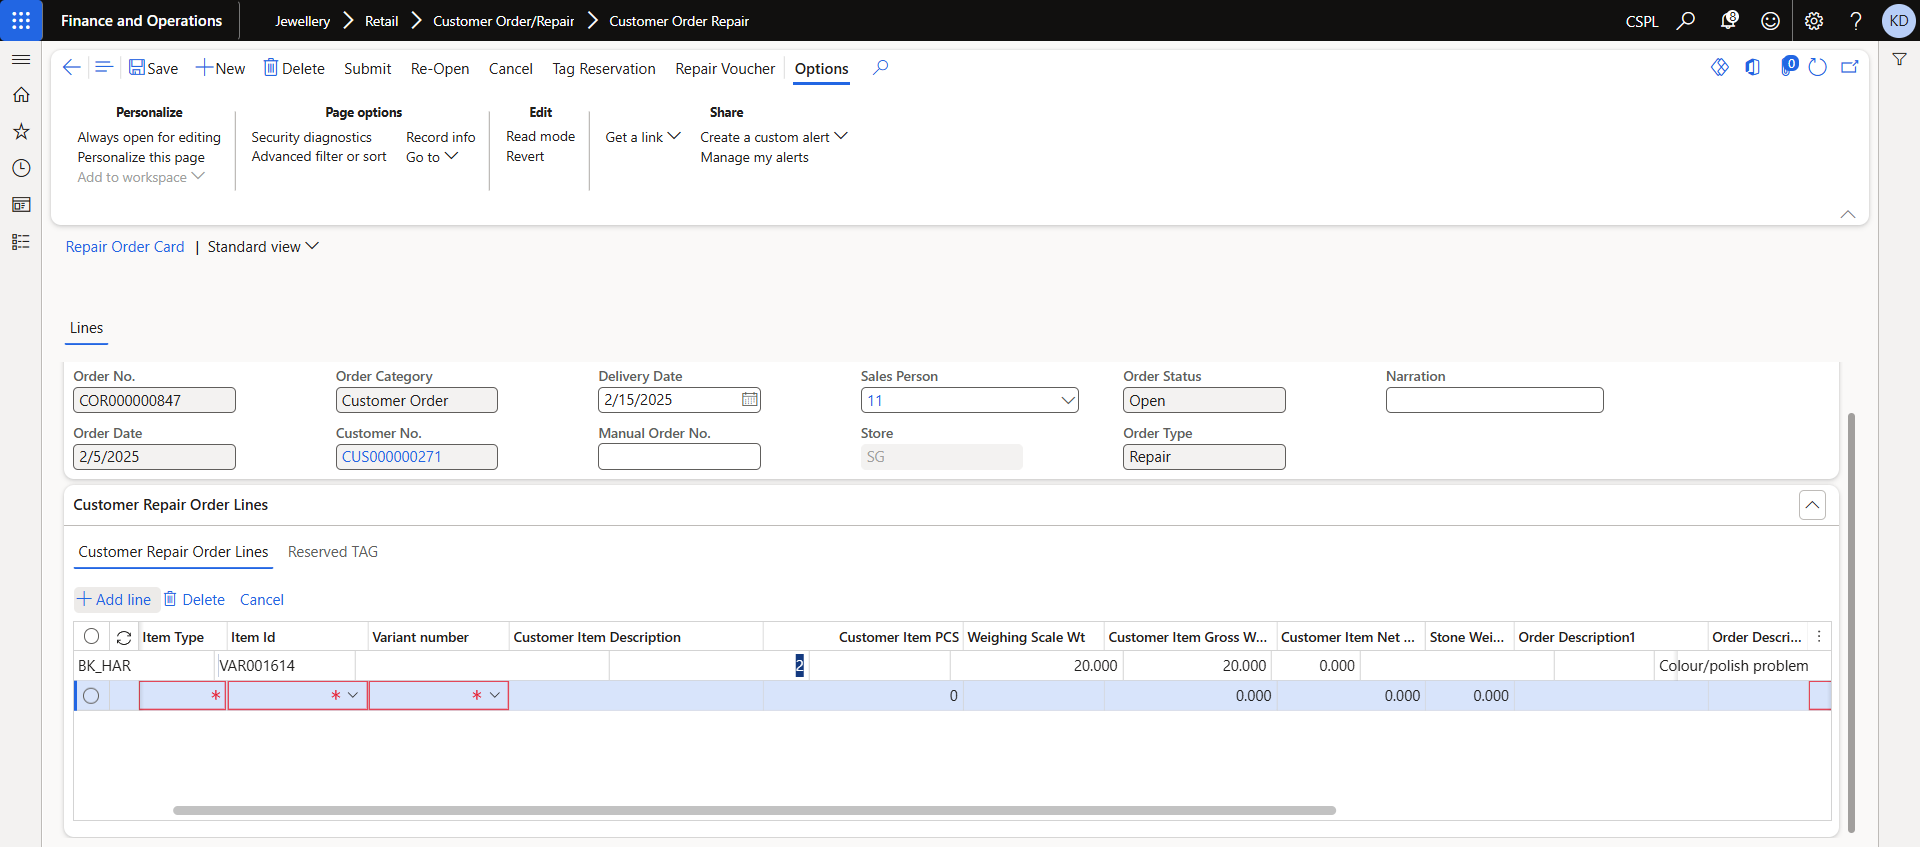 Finance and Operations
Jewellery Retail Customer Order/Repair Customer Order Repair
CSPL 8 ? KD
Save New Delete Submit Re-Open Cancel Tag Reservation Repair Voucher Options 0
Personalize
Always open for editing
Personalize this page
Add to workspace
Page options
Security diagnostics Record info
Advanced filter or sort Go to
Edit
Read mode
Revert
Get a link
Share
Create a custom alert
Manage my alerts
Repair Order Card | Standard view
Lines
Order No. Order Category Delivery Date Sales Person Order Status Narration
COR000000847 Customer Order 2/15/2025 11 Open
Order Date Customer No. Manual Order No. Store Order Type
2/5/2025 CUS000000271 SG Repair
Customer Repair Order Lines
Customer Repair Order Lines Reserved TAG
Add line Delete Cancel
Item Type Item Id Variant number Customer Item Description Customer Item PCS Weighing Scale Wt Customer Item Gross W... Customer Item Net ... Stone Wei... Order Description1 Order Descri...
BK_HAR VAR001614 2 20.000 20.000 0.000 Colour/polish problem
* * * 0 0.000 0.000 0.000